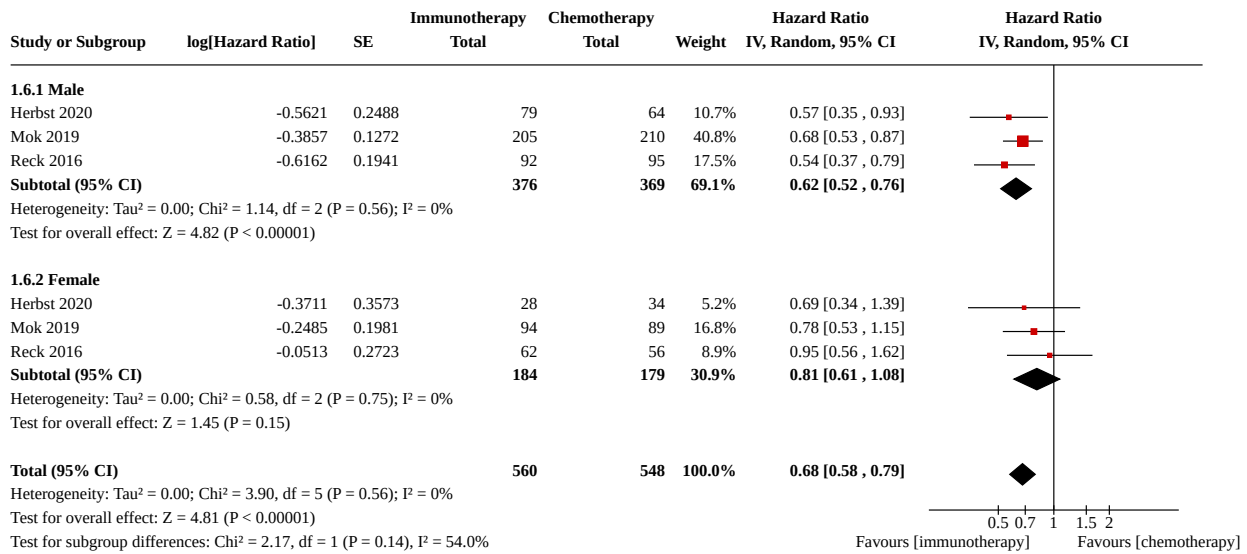 Immunotherapy Chemotherapy Hazard Ratio Hazard Ratio
Study or Subgroup log[Hazard Ratio] SE Total Total Weight IV, Random, 95% CI IV, Random, 95% CI
1.6.1 Male
Herbst 2020 -0.5621 0.2488 79 64 10.7% 0.57 [0.35 , 0.93]
Mok 2019 -0.3857 0.1272 205 210 40.8% 0.68 [0.53 , 0.87]
Reck 2016 -0.6162 0.1941 92 95 17.5% 0.54 [0.37 , 0.79]
Subtotal (95% CI) 376 369 69.1% 0.62 [0.52 , 0.76]
Heterogeneity: Tau² = 0.00; Chi² = 1.14, df = 2 (P = 0.56); I² = 0%
Test for overall effect: Z = 4.82 (P < 0.00001)
1.6.2 Female
Herbst 2020 -0.3711 0.3573 28 34 5.2% 0.69 [0.34 , 1.39]
Mok 2019 -0.2485 0.1981 94 89 16.8% 0.78 [0.53 , 1.15]
Reck 2016 -0.0513 0.2723 62 56 8.9% 0.95 [0.56 , 1.62]
Subtotal (95% CI) 184 179 30.9% 0.81 [0.61 , 1.08]
Heterogeneity: Tau² = 0.00; Chi² = 0.58, df = 2 (P = 0.75); I² = 0%
Test for overall effect: Z = 1.45 (P = 0.15)
Total (95% CI) 560 548 100.0% 0.68 [0.58 , 0.79]
Heterogeneity: Tau² = 0.00; Chi² = 3.90, df = 5 (P = 0.56); I² = 0%
Test for overall effect: Z = 4.81 (P < 0.00001) 0.5 0.7 1 1.5 2
Test for subgroup differences: Chi² = 2.17, df = 1 (P = 0.14), I² = 54.0% Favours [immunotherapy] Favours [chemotherapy]